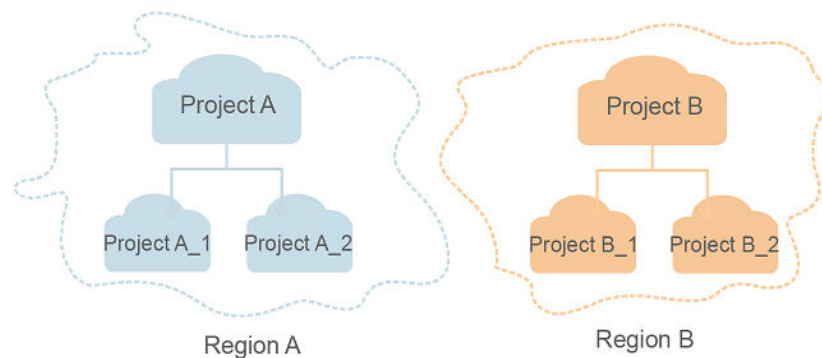 Project A
Project B
Project A_1
Project A_2
Project B_1
Project B_2
Region A
Region B